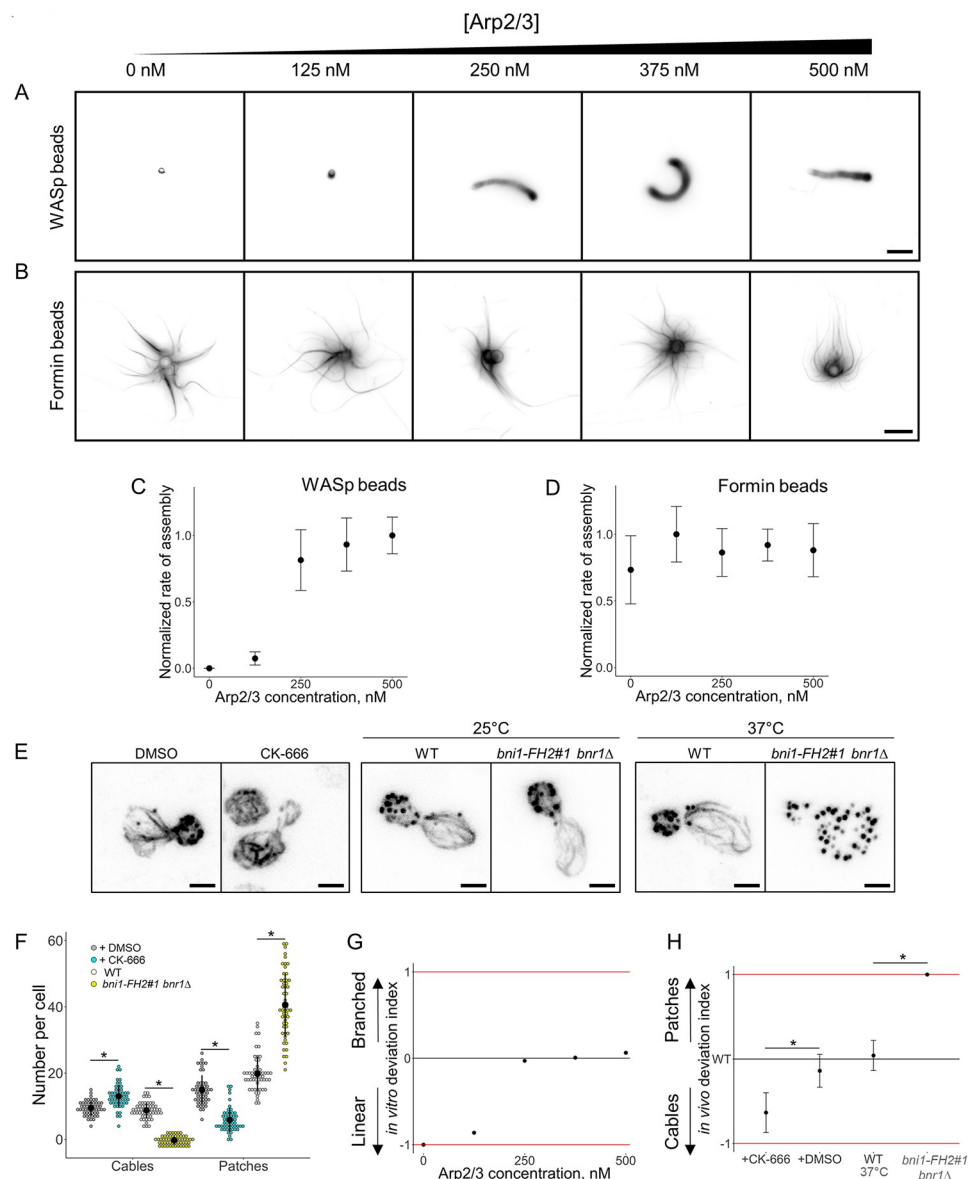 [Arp2/3]
0 nM 125 nM 250 nM 375 nM 500 nM
A
WASp beads
B
Formin beads
C
WASp beads
Normalized rate of assembly
1.0
0.5
0.0
0 250 500
Arp2/3 concentration, nM
D
Formin beads
Normalized rate of assembly
1.0
0.5
0.0
0 250 500
Arp2/3 concentration, nM
E
25°C 37°C
DMSO CK-666 WT bni1-FH2#1 bnr1Δ WT bni1-FH2#1 bnr1Δ
F
Number per cell
60
40
20
0
+ DMSO
+ CK-666
WT
bni1-FH2#1 bnr1Δ
* * * *
Cables Patches
G
Linear Branched
in vitro deviation index
1
0
-1
0 250 500
Arp2/3 concentration, nM
H
Cables Patches
in vivo deviation index
1
WT
-1
* *
+CK-666 +DMSO WT 37°C bni1-FH2#1 bnr1Δ